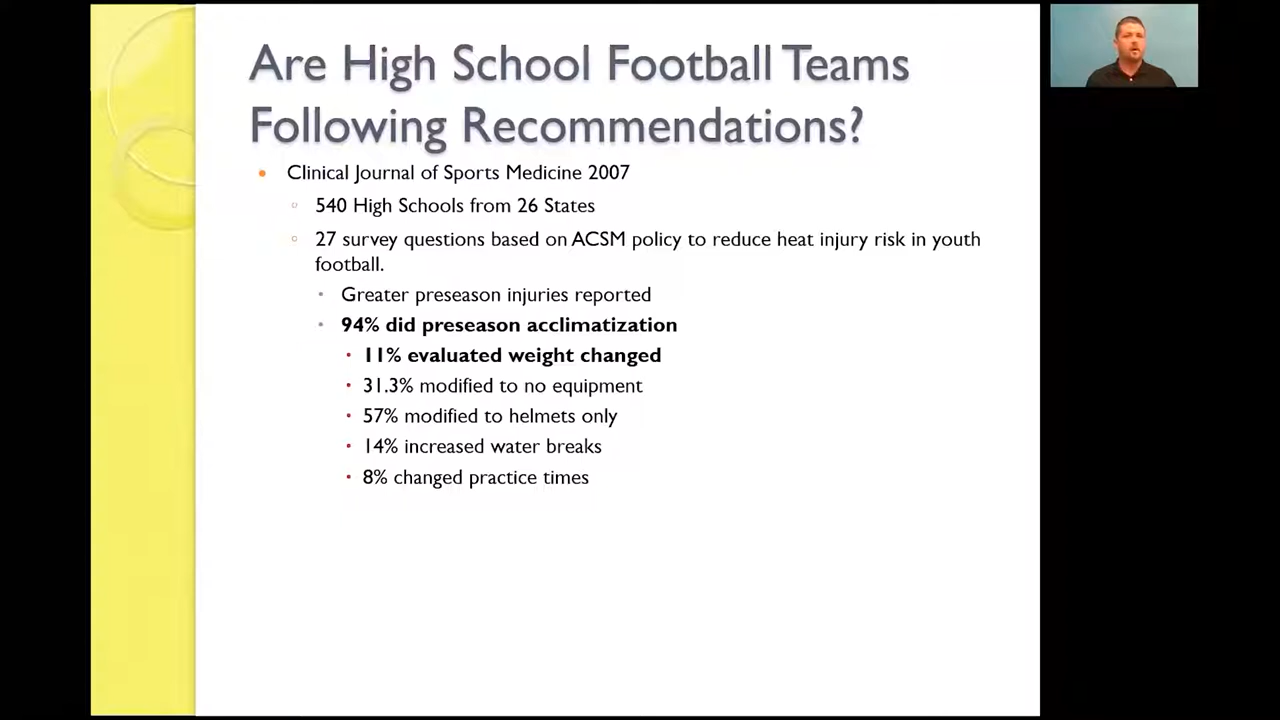 Are High School Football Teams
Following Recommendations?
Clinical Journal of Sports Medicine 2007
540 High Schools from 26 States
27 survey questions based on ACSM policy to reduce heat injury risk in youth
football.
Greater preseason injuries reported
94% did preseason acclimatization
11% evaluated weight changed
31.3% modified to no equipment
57% modified to helmets only
14% increased water breaks
8% changed practice times